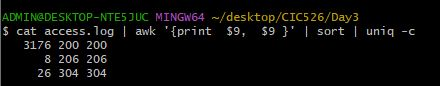 ADMIN@DESKTOP-NTE5JUC MINGW64 ~/desktop/CIC526/Day3
$ cat access.log | awk '{print  $9,  $9 }' | sort | uniq -c
   3176 200 200
      8 206 206
     26 304 304